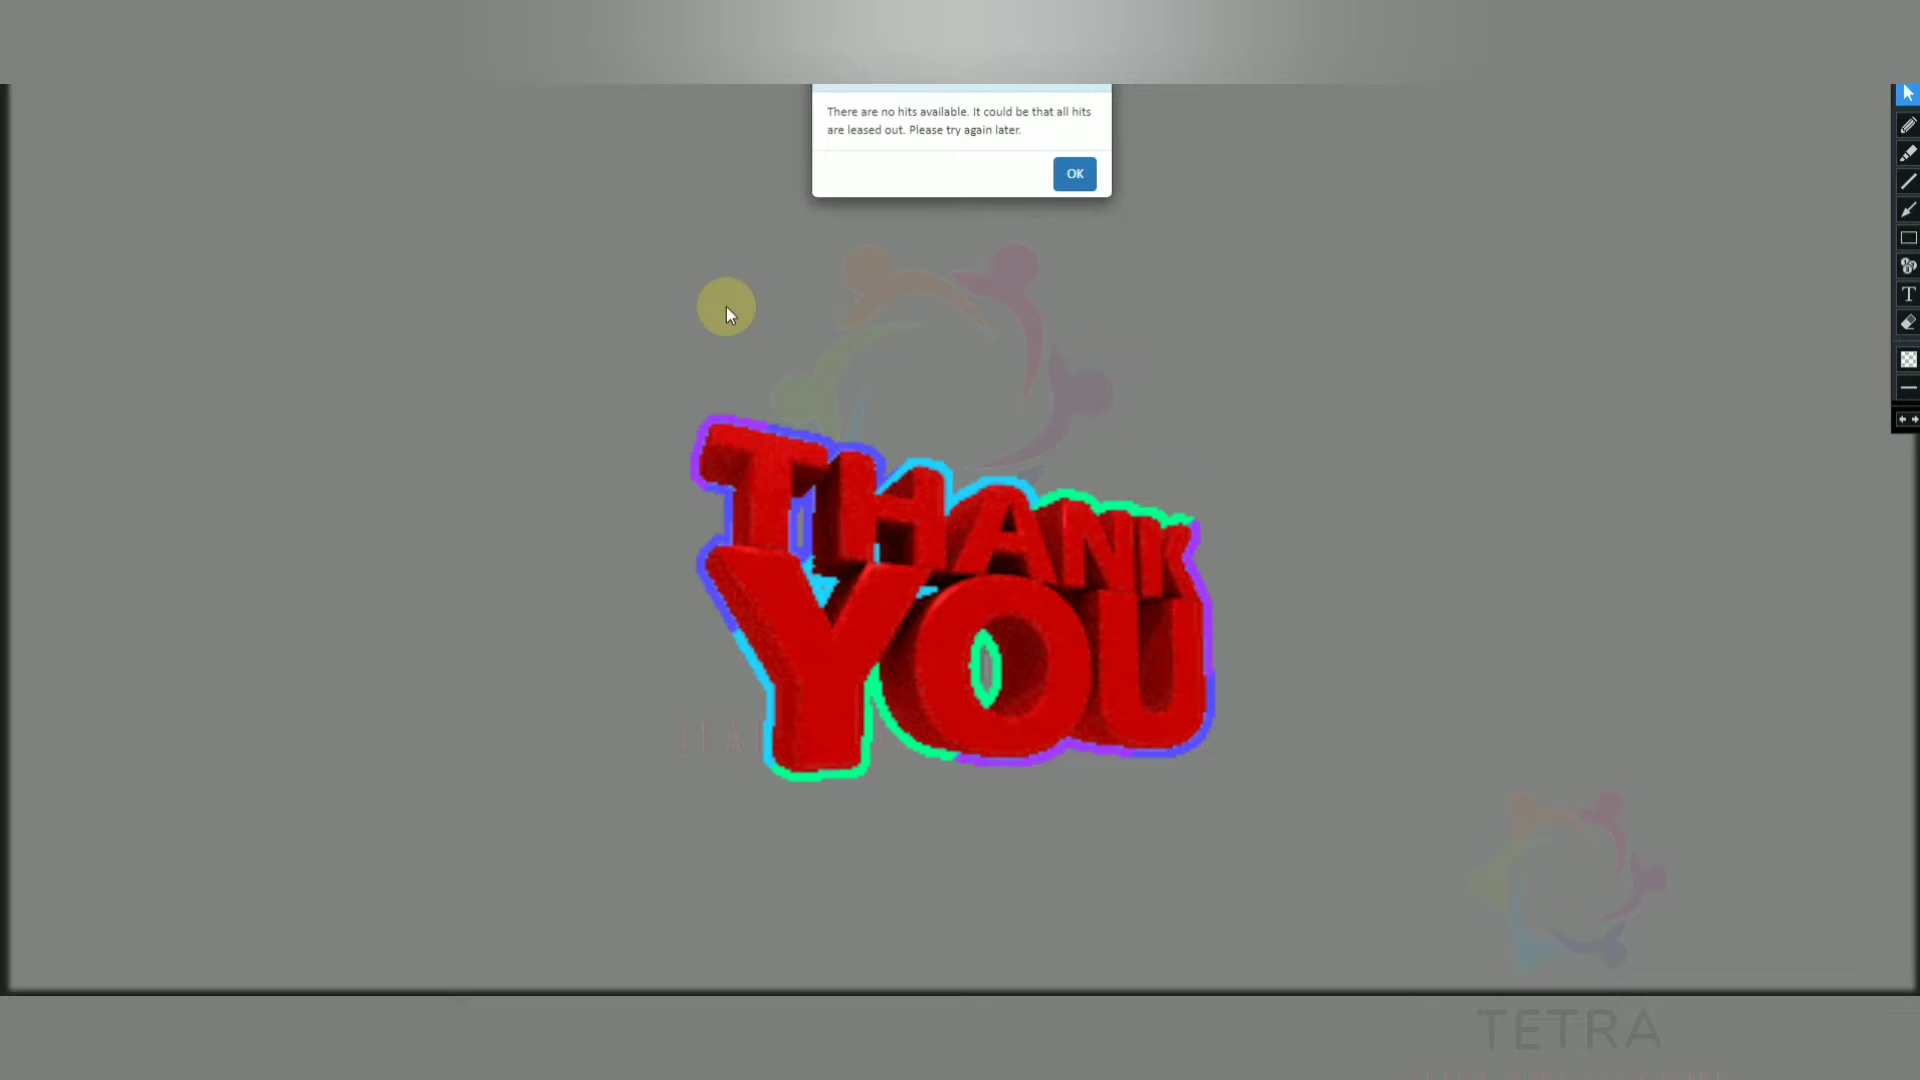 There are no hits available. It could be that all hits
are leased out. Please try again later.
OK
T
THANK
YOU
TETRA